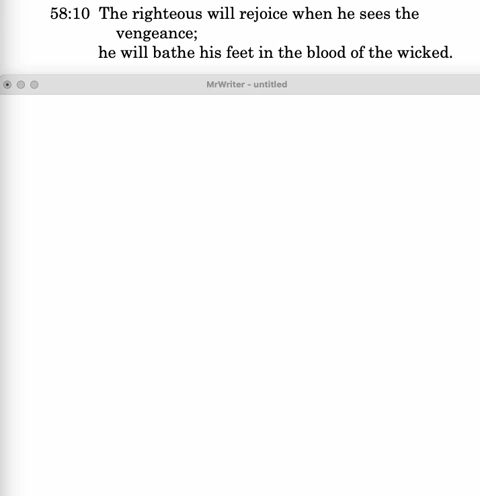 58:10 The righteous will rejoice when he sees the
vengeance;
he will bathe his feet in the blood of the wicked.
MrWriter - untitled